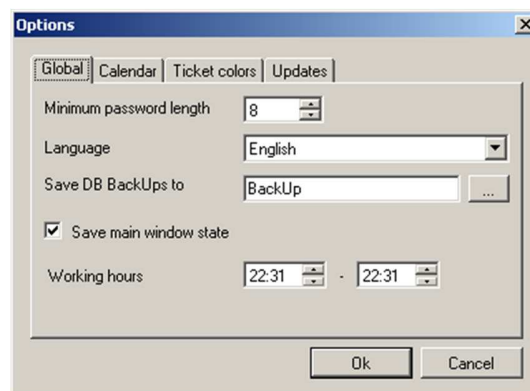 Options
Global Calendar Ticket colors Updates
Minimum password length 8
Language English
Save DB BackUps to BackUp ...
Save main window state
Working hours 22:31 - 22:31
Ok Cancel